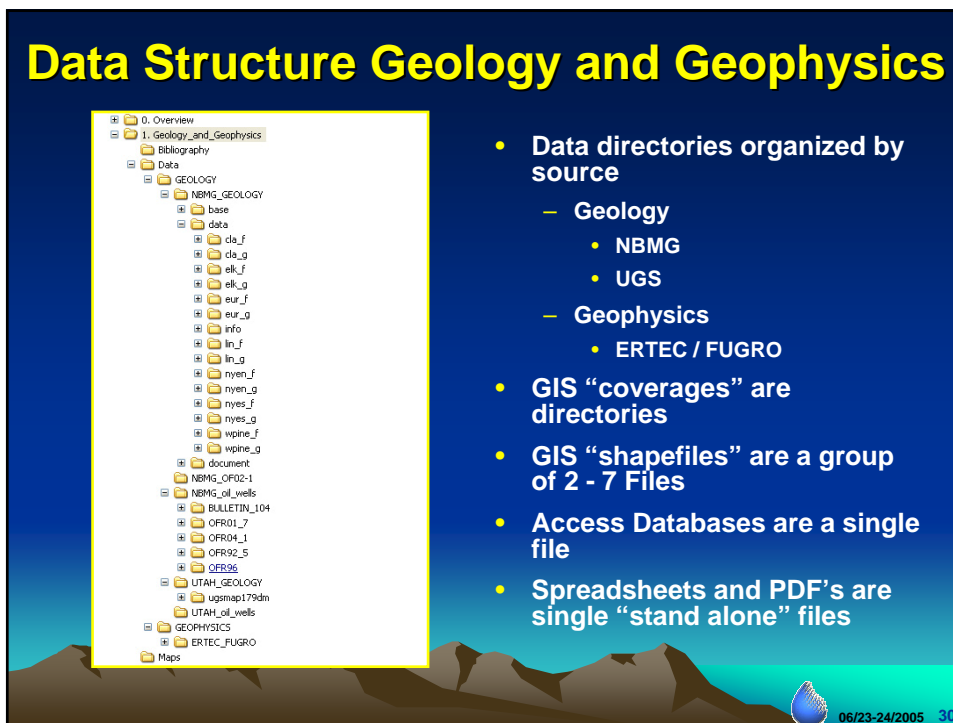 Data Structure Geology and Geophysics
0. Overview
1. Geology_and_Geophysics
Bibliography
Data
GEOLOGY
NBMG_GEOLOGY
base
data
cla_f
cla_g
elk_f
elk_g
eur_f
eur_g
info
lin_f
lin_g
nyen_f
nyen_g
nyes_f
nyes_g
wpine_f
wpine_g
document
NBMG_OF02-1
NBMG_oil_wells
BULLETIN_104
OFR01_7
OFR04_1
OFR92_5
OFR96
UTAH_GEOLOGY
ugsmap179dm
UTAH_oil_wells
GEOPHYSICS
ERTEC_FUGRO
Maps
• Data directories organized by
source
– Geology
• NBMG
• UGS
– Geophysics
• ERTEC / FUGRO
• GIS “coverages” are
directories
• GIS “shapefiles” are a group
of 2 - 7 Files
• Access Databases are a single
file
• Spreadsheets and PDF’s are
single “stand alone” files
06/23-24/2005 30